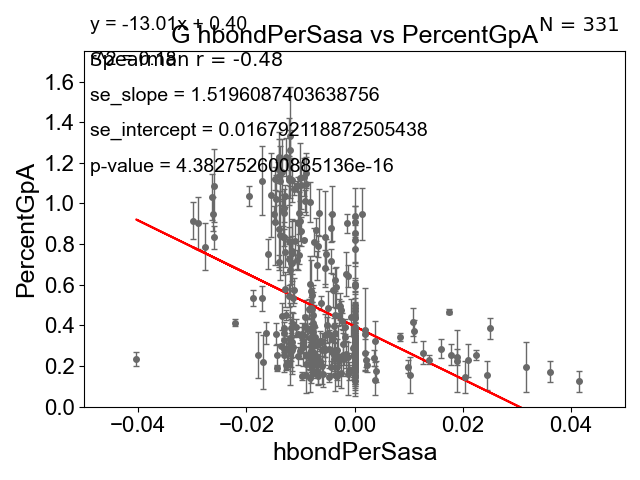 y = -13.01x + 0.40
N = 331
G hbondPerSasa vs PercentGpA
Spearman r = -0.48
se_slope = 1.5196087403638756
se_intercept = 0.016792118872505438
p-value = 4.382752600885136e-16
PercentGpA
1.6
1.4
1.2
1.0
0.8
0.6
0.4
0.2
0.0
−0.04
−0.02
0.00
0.02
0.04
hbondPerSasa